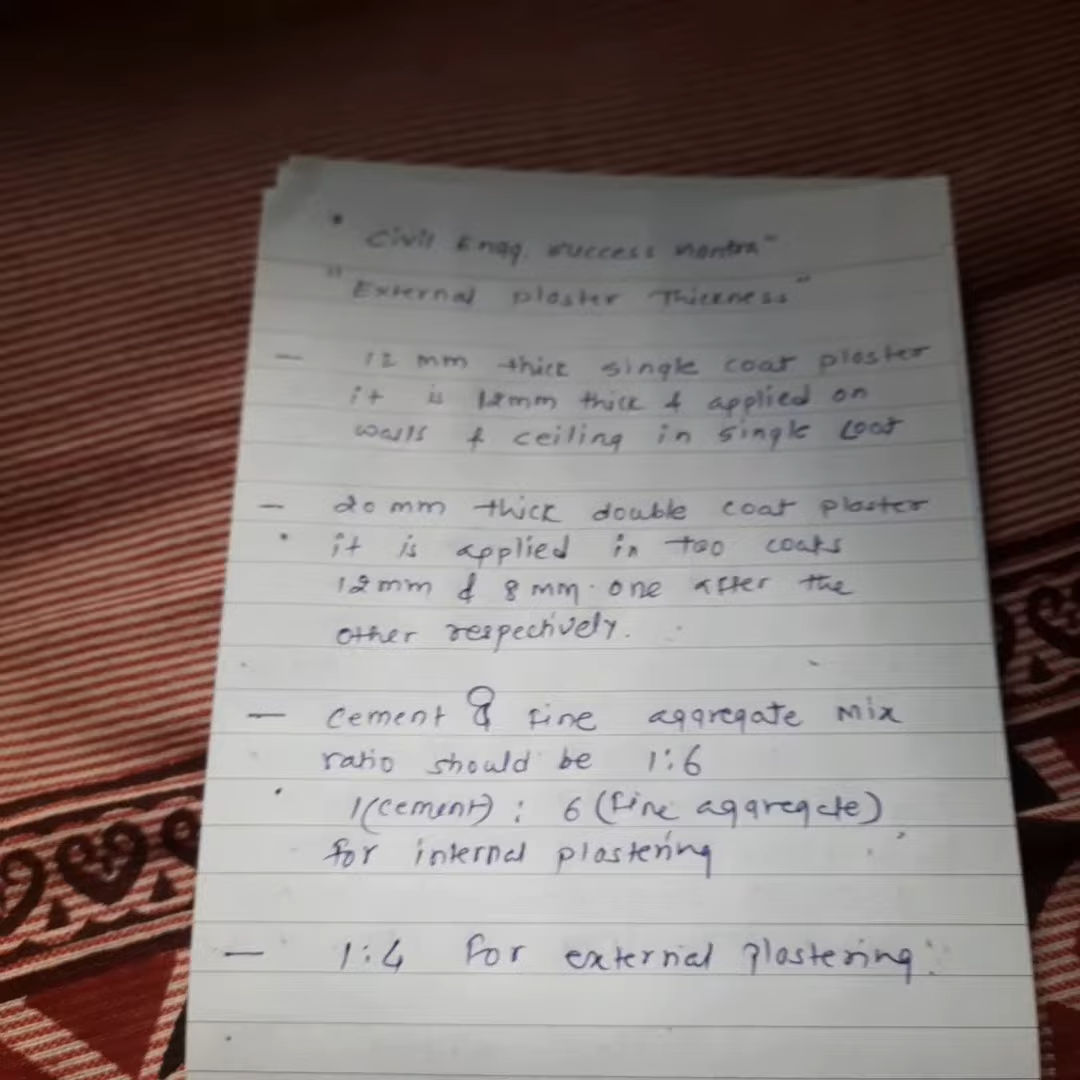 " Civil Engg. success mantra"
"External plaster Thickness"
- 12 mm thick single coat plaster
it is 12mm thick & applied on
walls & ceiling in single coat
- 20 mm thick double coat plaster
it is applied in too coats
12mm & 8 mm. one after the
other respectively.
- cement & fine aggregate mix
ratio should be 1:6
1(cement) : 6 (fine aggregate)
for internal plastering
- 1:4 for external plastering.